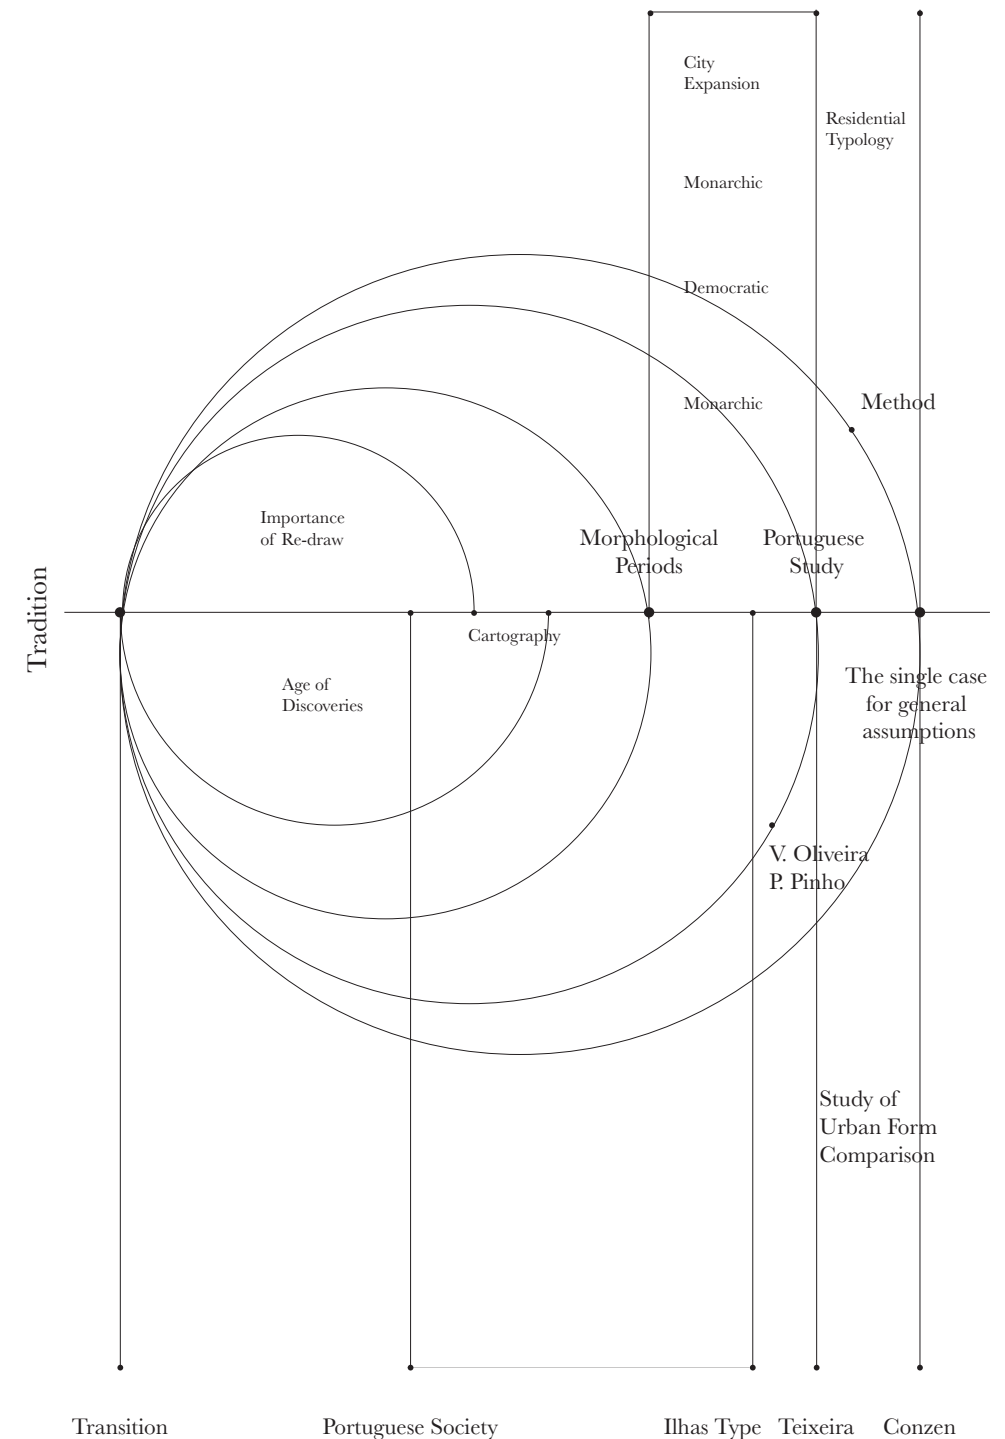 City
Expansion
Residential
Typology
Monarchic
Democratic
Monarchic
Method
Importance
of Re-draw
Morphological
Periods
Portuguese
Study
Tradition
Cartography
Age of
Discoveries
The single case
for general
assumptions
V. Oliveira
P. Pinho
Study of
Urban Form
Comparison
Transition
Portuguese Society
Ilhas Type
Teixeira
Conzen